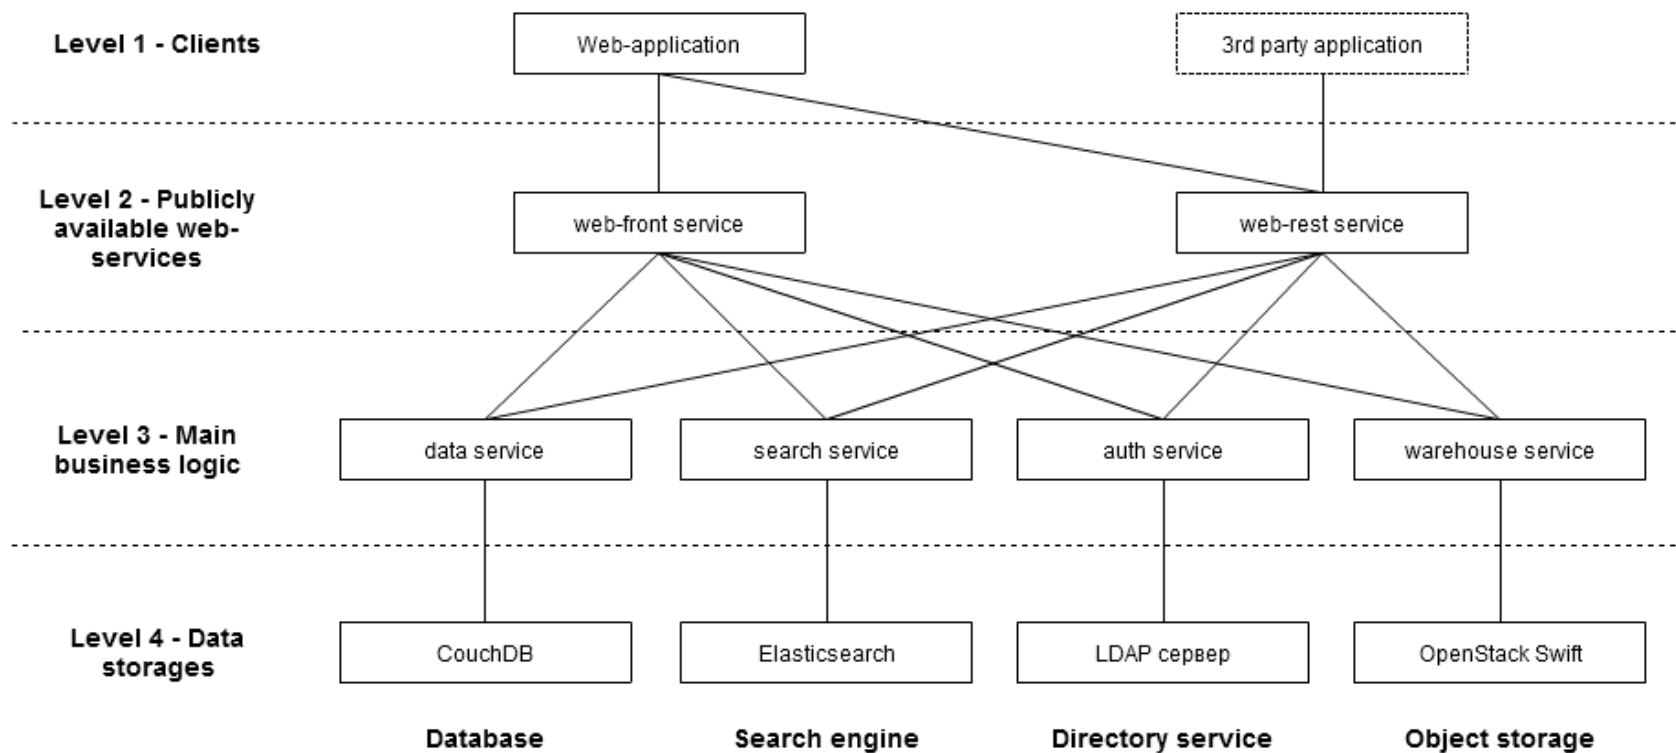 Level 1 - Clients
Web-application
3rd party application
Level 2 - Publicly
available web-
services
web-front service
web-rest service
Level 3 - Main
business logic
data service
search service
auth service
warehouse service
Level 4 - Data
storages
CouchDB
Elasticsearch
LDAP сервер
OpenStack Swift
Database
Search engine
Directory service
Object storage